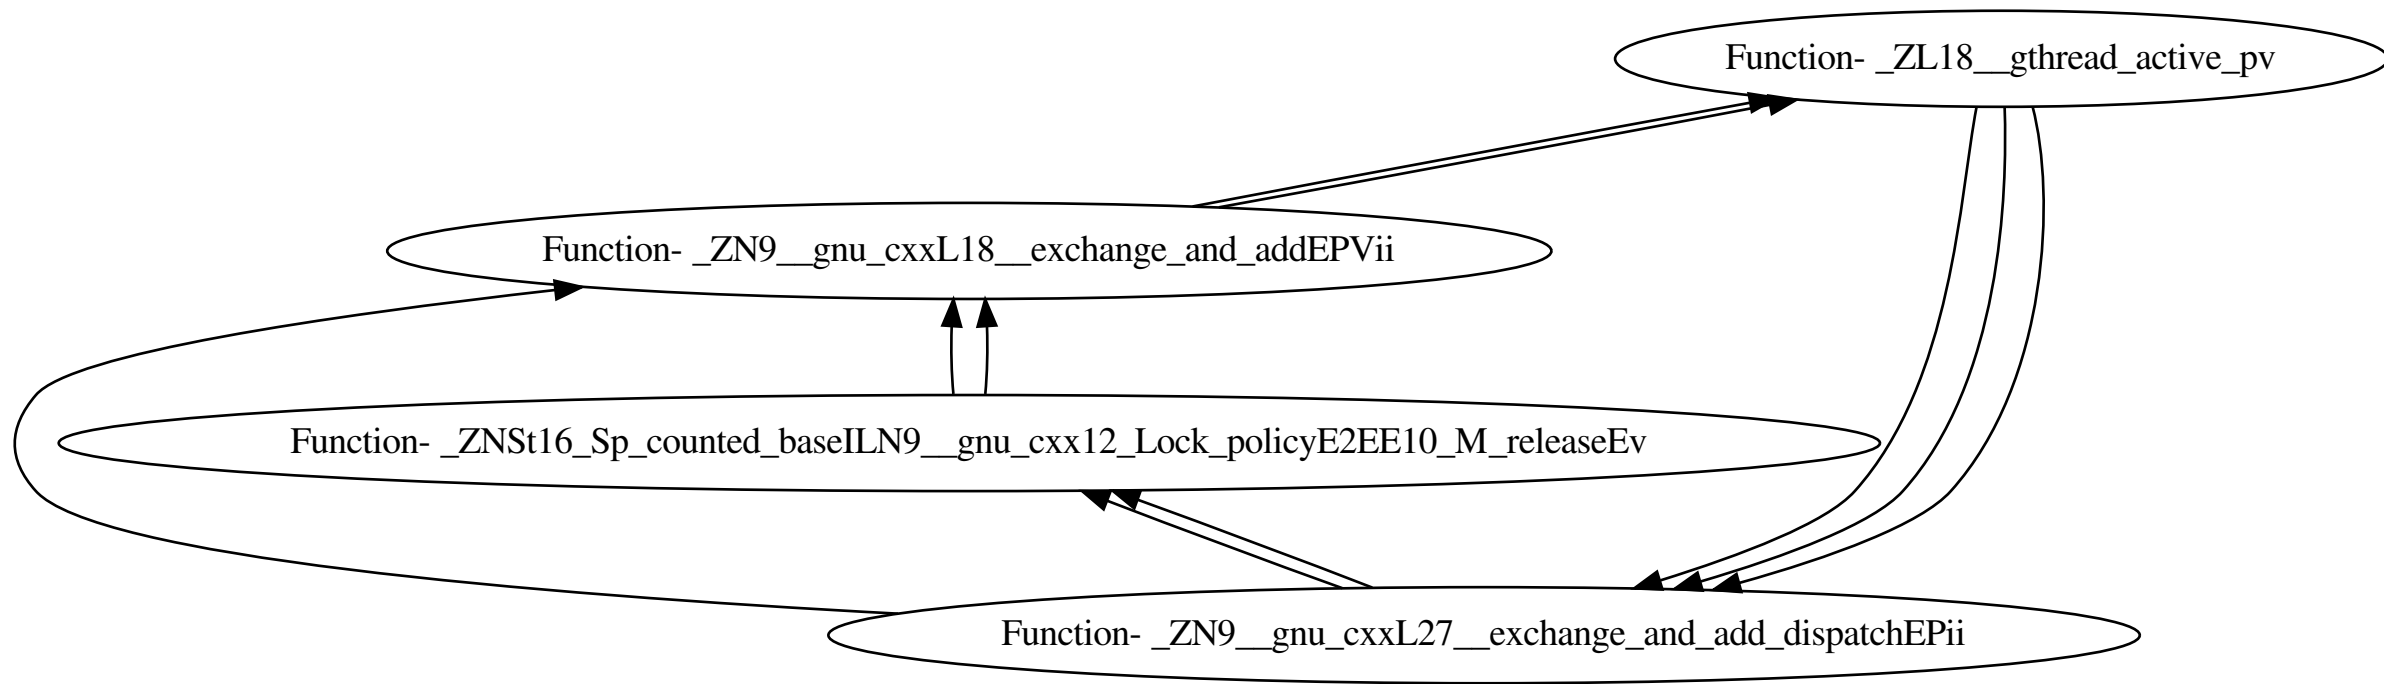 Function- _ZL18__gthread_active_pv
Function- _ZN9__gnu_cxxL18__exchange_and_addEPVii
Function- _ZNSt16_Sp_counted_baseILN9__gnu_cxx12_Lock_policyE2EE10_M_releaseEv
Function- _ZN9__gnu_cxxL27__exchange_and_add_dispatchEPii